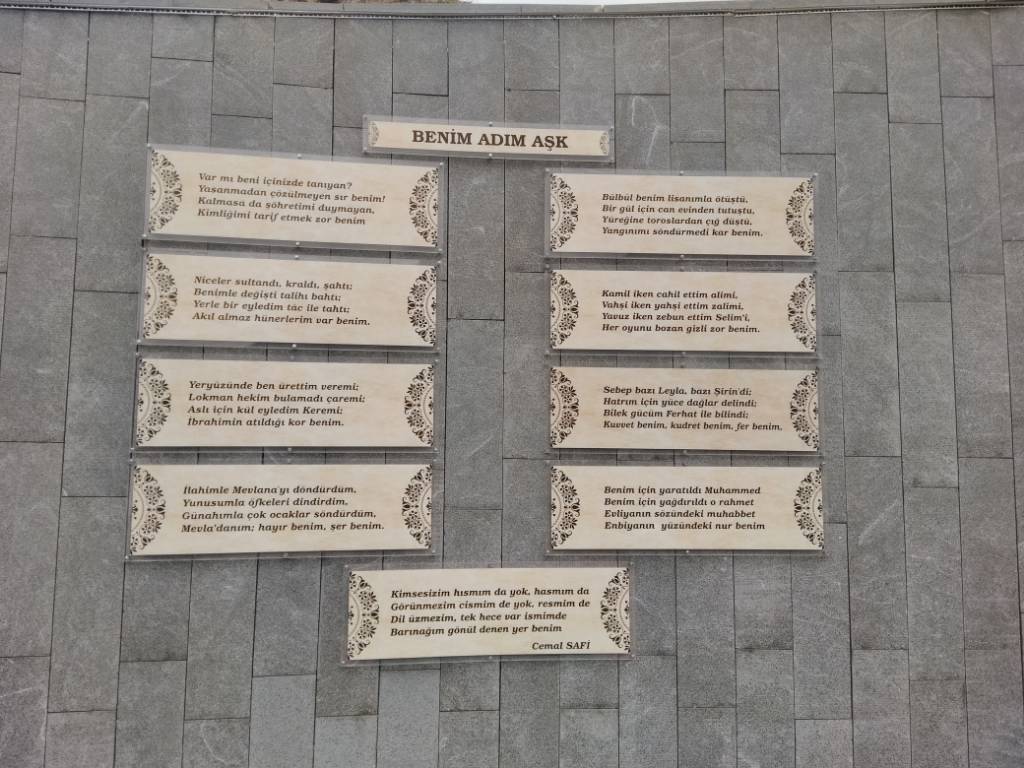 BENİM ADIM AŞK
Var mı beni içinizde tanıyan?
Yaşanmadan çözülmeyen sır benim!
Kalmasa da şöhretimi duymayan,
Kimliğimi tarif etmek zor benim
Niceler sultandı, kraldı, şahtı;
Benimle değişti talihi bahtı;
Yerle bir eyledim tâc ile tahtı;
Akıl almaz hünerlerim var benim.
Yeryüzünde ben ürettim veremi;
Lokman hekim bulamadı çaremi;
Aslı için kül eyledim Keremi;
İbrahimin atıldığı kor benim.
İlahimle Mevlana'yı döndürdüm,
Yunusumla öfkeleri dindirdim,
Günahımla çok ocaklar söndürdüm,
Mevla'danım; hayır benim, şer benim.
Bülbül benim lisanımla ötüştü,
Bir gül için can evinden tutuştu,
Yüreğine toroslardan çığ düştü,
Yangınımı söndürmedi kar benim.
Kamil iken cahil ettim alimi,
Vahşi iken yahşi ettim zalimi,
Yavuz iken zebun ettim Selim'i,
Her oyunu bozan gizli zor benim.
Sebep bazı Leyla, bazı Şirin'di;
Hatrım için yüce dağlar delindi;
Bilek gücüm Ferhat ile bilindi;
Kuvvet benim, kudret benim, fer benim,
Benim için yaratıldı Muhammed
Benim için yağdırıldı o rahmet
Evliyanın sözündeki muhabbet
Enbiyanın yüzündeki nur benim
Kimsesizim hısmım da yok, hasmım da
Görünmezim cismim de yok, resmim de
Dil üzmezim, tek hece var ismimde
Barınağım gönül denen yer benim
Cemal SAFİ